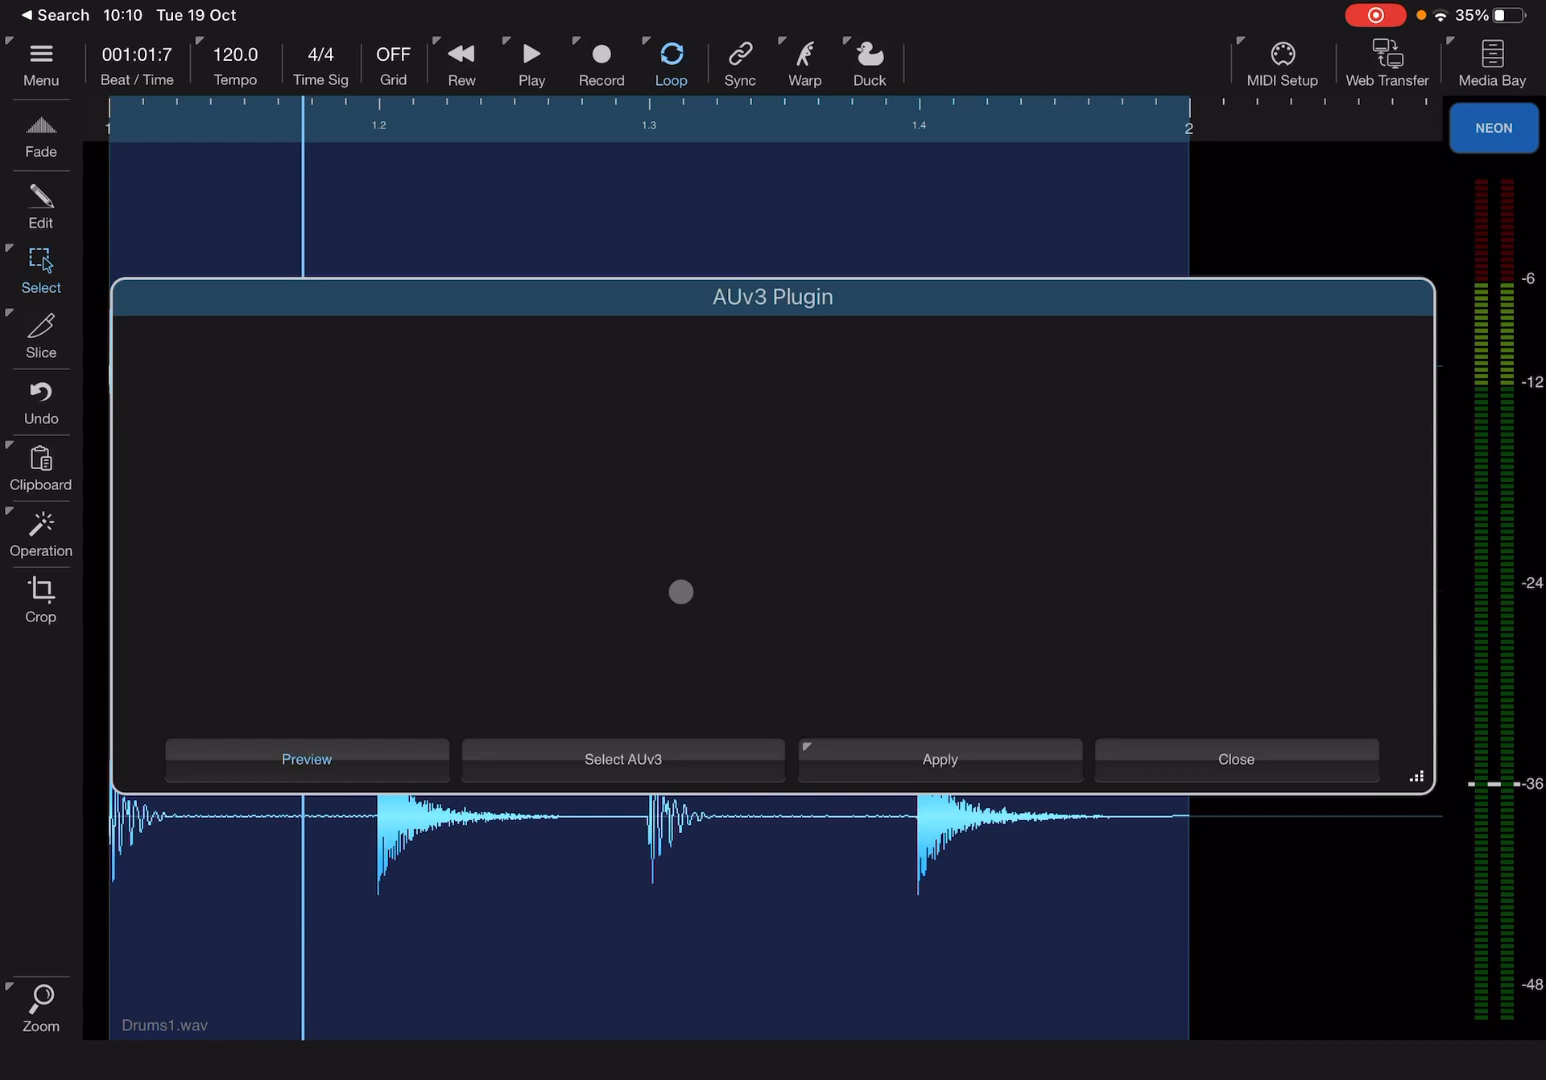 ◀ Search 10:10 Tue 19 Oct 35%
001:01:7 120.0 4/4 OFF
Menu Beat / Time Tempo Time Sig Grid Rew Play Record Loop Sync Warp Duck MIDI Setup Web Transfer Media Bay
1 1.2 1.3 1.4 2
NEON
Fade
Edit
Select
Slice
Undo
Clipboard
Operation
Crop
Zoom
AUv3 Plugin
Preview Select AUv3 Apply Close
-6
-12
-24
-36
-48
Drums1.wav